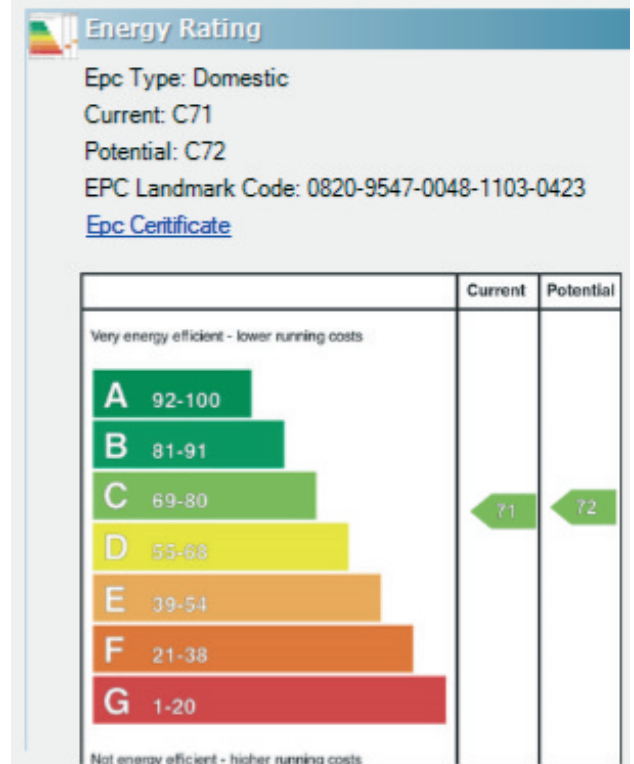 Energy Rating
Epc Type: Domestic
Current: C71
Potential: C72
EPC Landmark Code: 0820-9547-0048-1103-0423
Epc Ceritificate
Current Potential
Very energy efficient - lower running costs
A 92-100
B 81-91
C 69-80 71 72
D 55-68
E 39-54
F 21-38
G 1-20
Not energy efficient - higher running costs